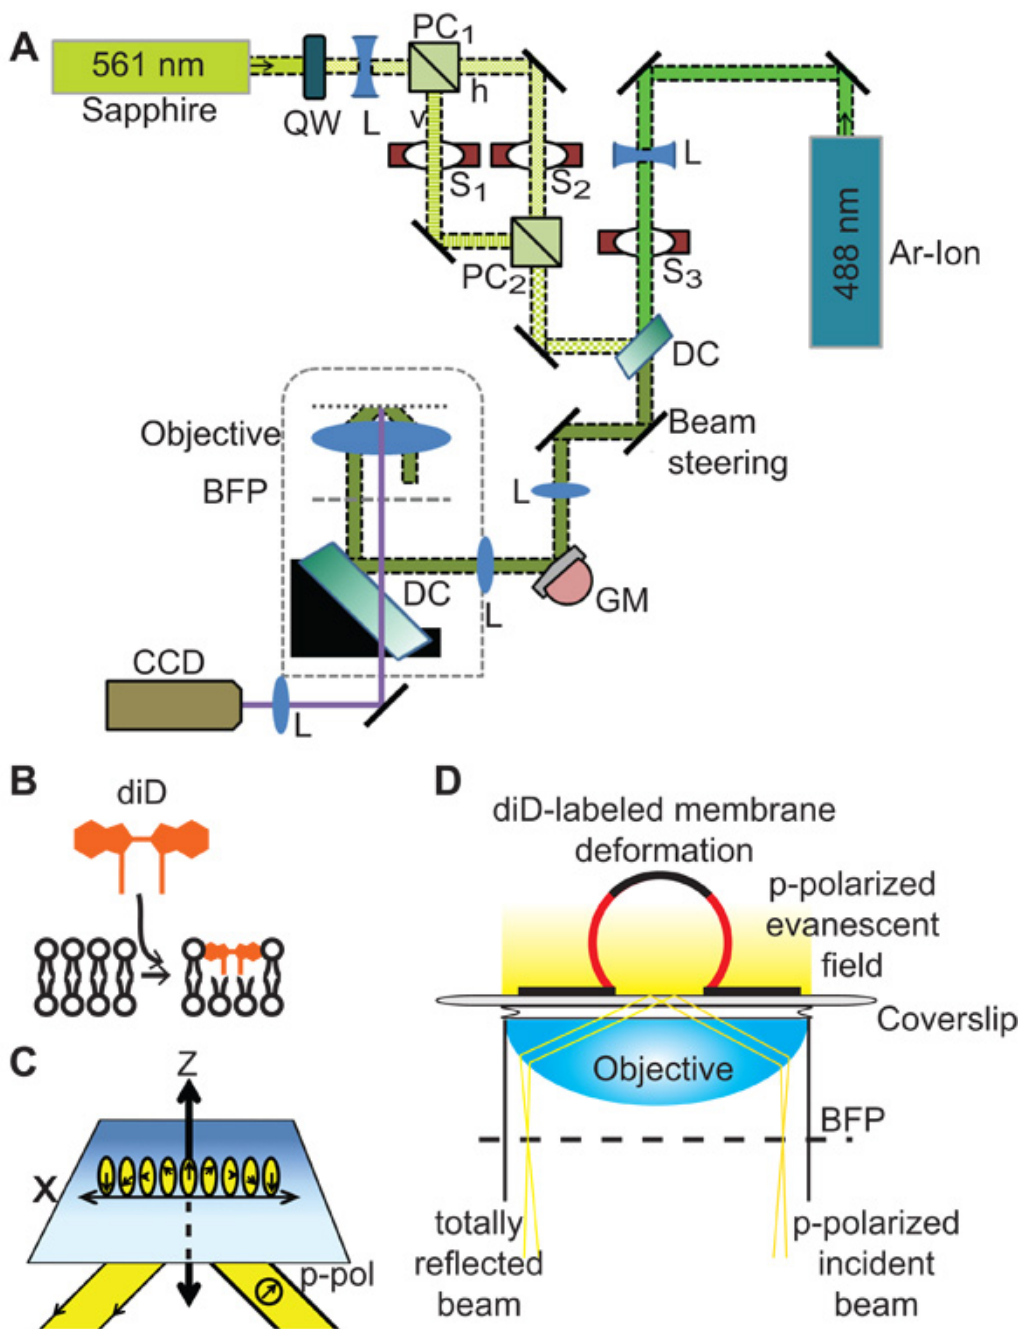 A
561 nm
Sapphire
QW
L
PC1
h
v
S1
S2
PC2
L
S3
488 nm
Ar-Ion
DC
Beam
steering
Objective
BFP
L
DC
L
GM
CCD
L
B
diD
C
Z
X
p-pol
D
diD-labeled membrane
deformation
p-polarized
evanescent
field
Coverslip
Objective
BFP
totally
reflected
beam
p-polarized
incident
beam